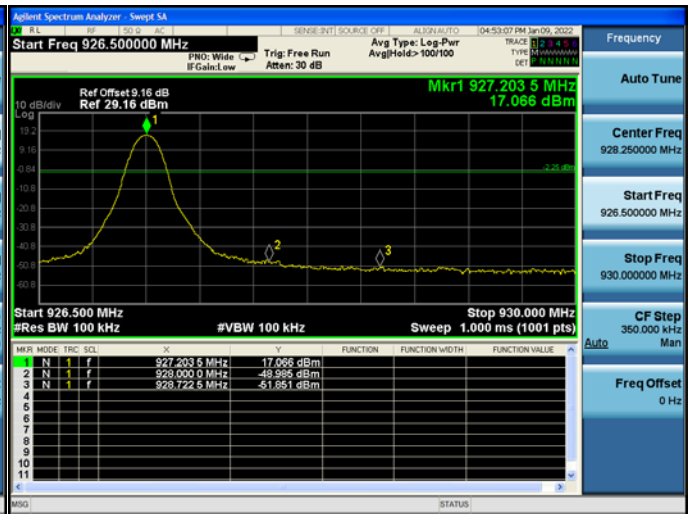 Agilent Spectrum Analyzer - Swept SA
RL RF 50 Ω AC SENSE:INT SOURCE OFF ALIGN AUTO 04:53:07 PM Jan 09, 2022
Start Freq 926.500000 MHz
PNO: Wide
IFGain:Low
Trig: Free Run
Atten: 30 dB
Avg Type: Log-Pwr
Avg|Hold:> 100/100
TRACE 1 2 3 4 5 6
TYPE M
DET P N N N N N
Ref Offset 9.16 dB
Ref 29.16 dBm
10 dB/div
Log
Mkr1 927.203 5 MHz
17.066 dBm
1
19.2
9.16
-0.84
-2.25 dBm
-10.8
-20.8
-30.8
-40.8
2
3
-50.8
-60.8
Start 926.500 MHz
Stop 930.000 MHz
#Res BW 100 kHz
#VBW 100 kHz
Sweep 1.000 ms (1001 pts)
MKR MODE TRC SCL X Y FUNCTION FUNCTION WIDTH FUNCTION VALUE
1 N 1 f 927.203 5 MHz 17.066 dBm
2 N 1 f 928.000 0 MHz -48.985 dBm
3 N 1 f 928.722 5 MHz -51.851 dBm
4
5
6
7
8
9
10
11
MSG
STATUS
Frequency
Auto Tune
Center Freq
928.250000 MHz
Start Freq
926.500000 MHz
Stop Freq
930.000000 MHz
CF Step
350.000 kHz
Auto Man
Freq Offset
0 Hz